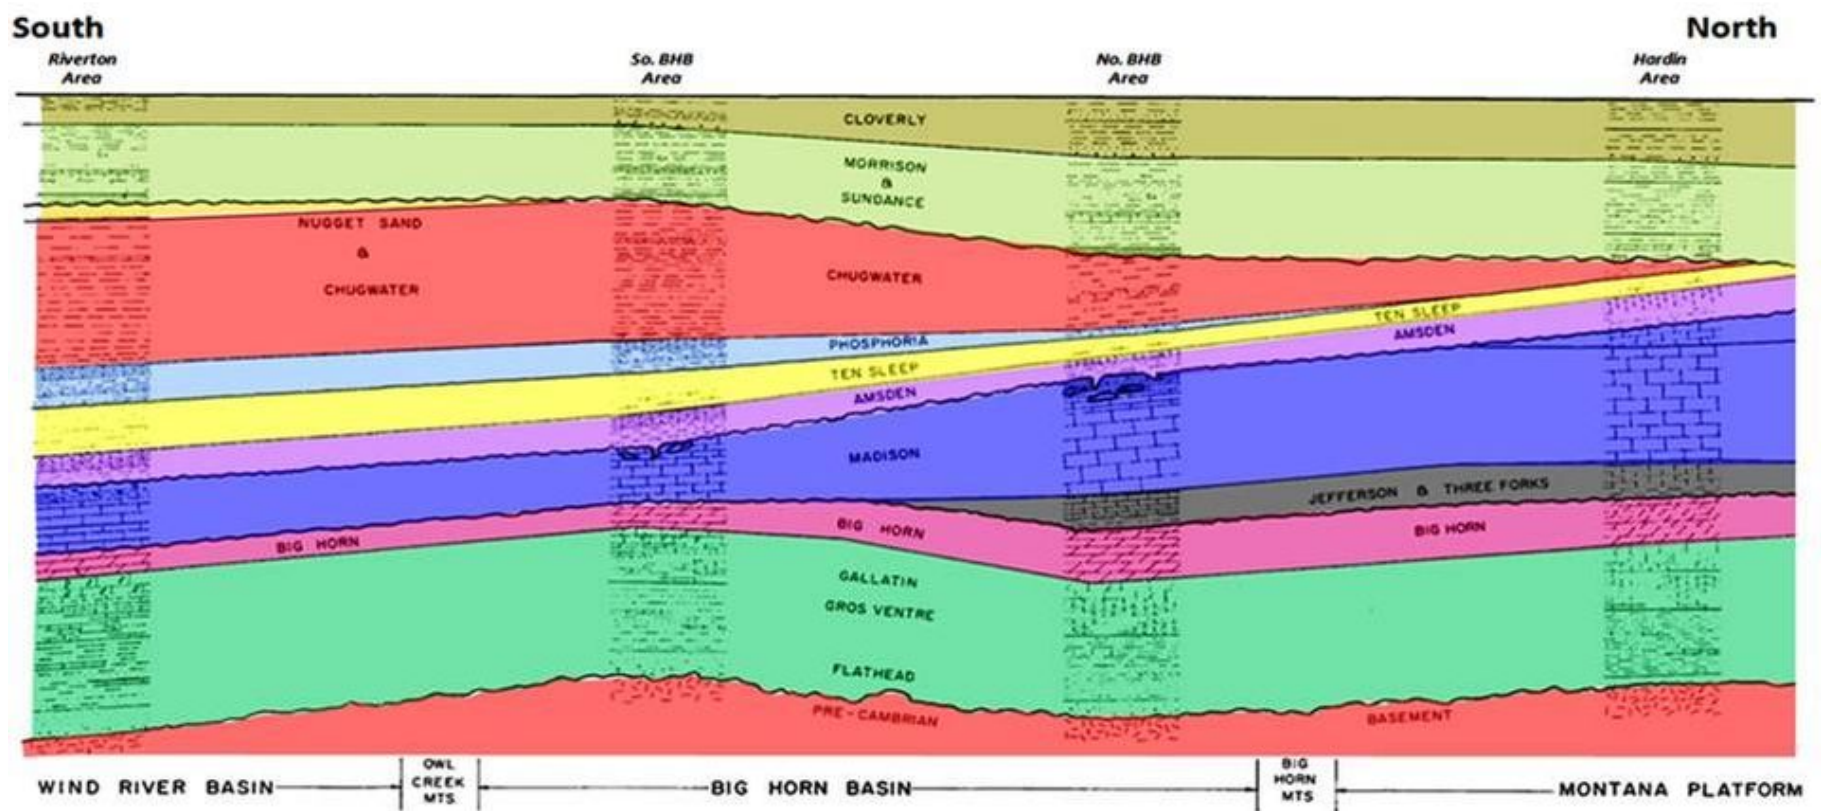 South
North
Riverton
Area
So. BHB
Area
No. BHB
Area
Hardin
Area
CLOVERLY
MORRISON
&
SUNDANCE
NUGGET SAND
&
CHUGWATER
CHUGWATER
PHOSPHORIA
TEN SLEEP
AMSDEN
TEN SLEEP
AMSDEN
MADISON
JEFFERSON & THREE FORKS
BIG HORN
BIG HORN
BIG HORN
GALLATIN
GROS VENTRE
FLATHEAD
PRE-CAMBRIAN
BASEMENT
WIND RIVER BASIN
OWL
CREEK
MTS.
BIG HORN BASIN
BIG
HORN
MTS
MONTANA PLATFORM